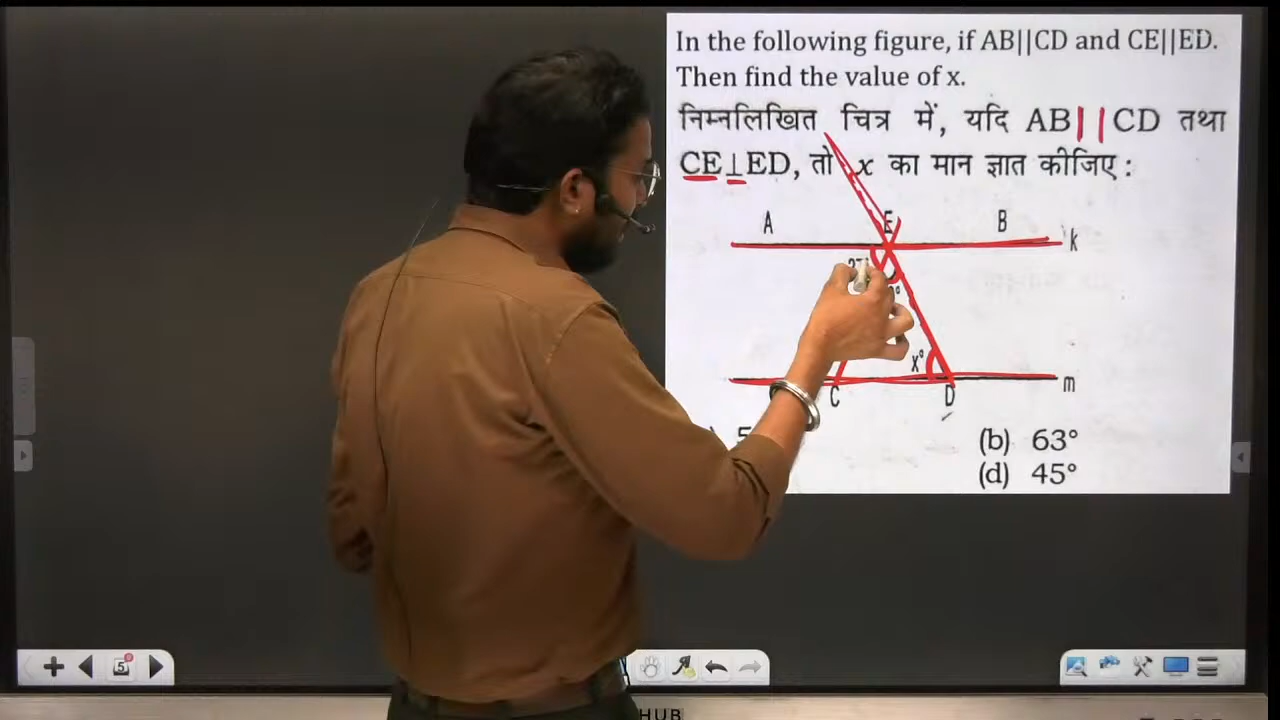 In the following figure, if AB||CD and CE||ED.
Then find the value of x.
निम्नलिखित चित्र में, यदि AB||CD तथा
CE⊥ED, तो x का मान ज्ञात कीजिए :
A E B
k
x°
C D m
(b) 63°
(d) 45°
5
HUB